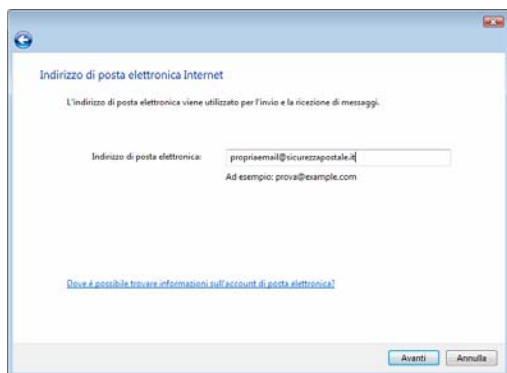 Indirizzo di posta elettronica Internet
L'indirizzo di posta elettronica viene utilizzato per l'invio e la ricezione di messaggi.
Indirizzo di posta elettronica: propriaemail@sicurezzapostale.it
Ad esempio: prova@example.com
Dove è possibile trovare informazioni sull'account di posta elettronica?
Avanti Annulla